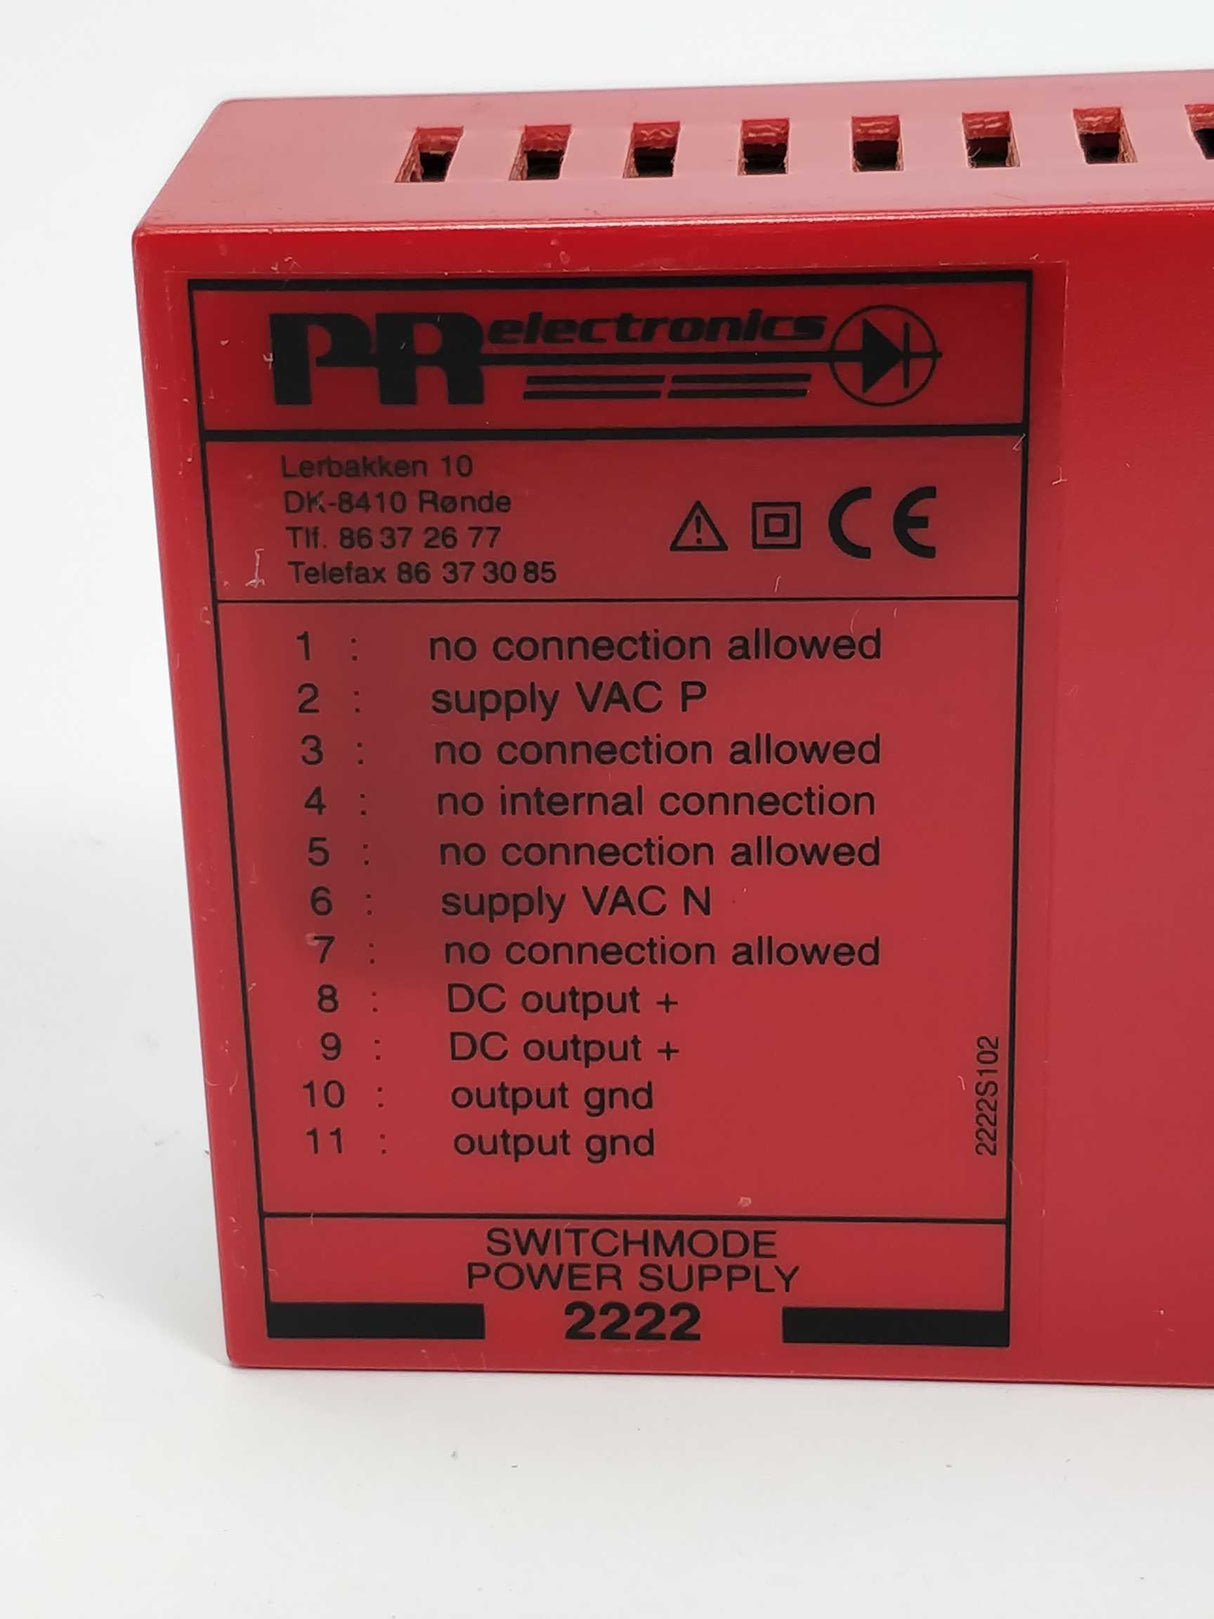 PR electronics
Lerbakken 10
DK-8410 Rønde
Tlf. 86 37 26 77
Telefax 86 37 30 85
CE
1 : no connection allowed
2 : supply VAC P
3 : no connection allowed
4 : no internal connection
5 : no connection allowed
6 : supply VAC N
7 : no connection allowed
8 : DC output +
9 : DC output +
10 : output gnd
11 : output gnd
2222S102
SWITCHMODE
POWER SUPPLY
2222